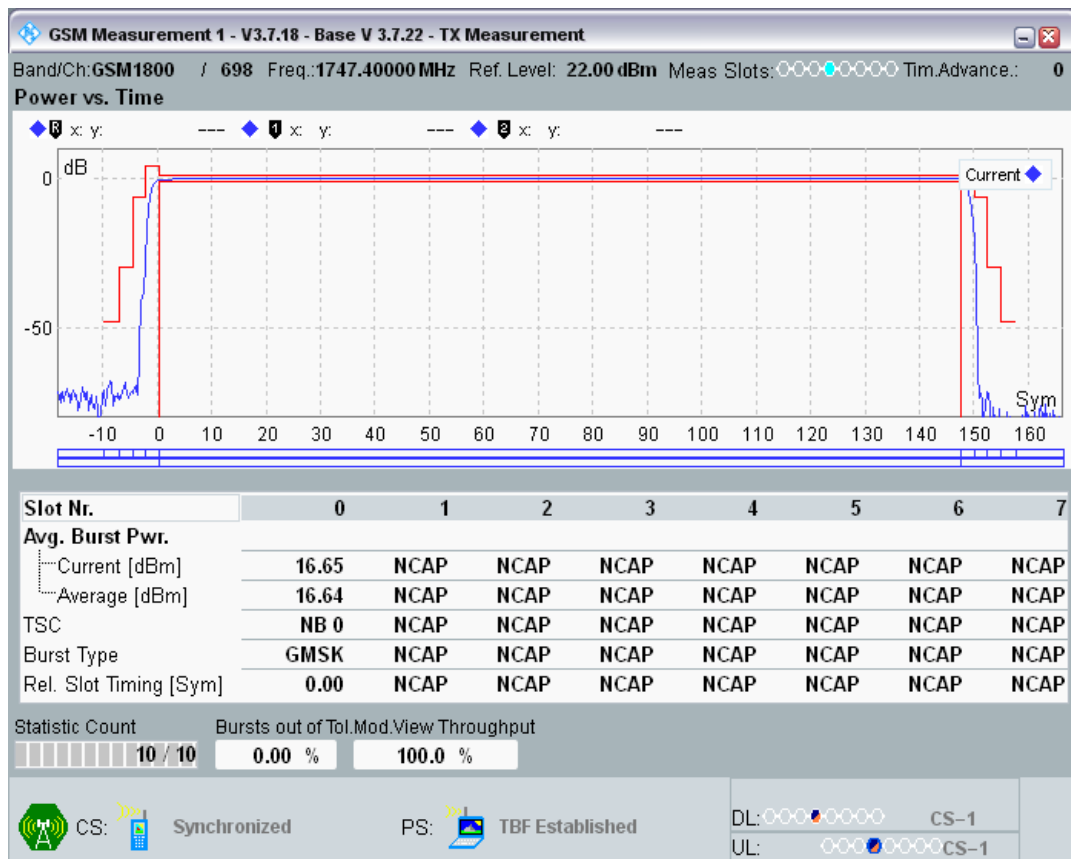 GSM Measurement 1 - V3.7.18 - Base V 3.7.22 - TX Measurement
Band/Ch:GSM1800 / 698 Freq.:1747.40000 MHz Ref. Level: 22.00 dBm Meas Slots: Tim.Advance.: 0
Power vs. Time
R x: y: --- 1 x: y: --- 2 x: y: ---
dB
0
Current
-50
Sym
-10 0 10 20 30 40 50 60 70 80 90 100 110 120 130 140 150 160
Slot Nr. 0 1 2 3 4 5 6 7
Avg. Burst Pwr.
Current [dBm] 16.65 NCAP NCAP NCAP NCAP NCAP NCAP NCAP
Average [dBm] 16.64 NCAP NCAP NCAP NCAP NCAP NCAP NCAP
TSC NB 0 NCAP NCAP NCAP NCAP NCAP NCAP NCAP
Burst Type GMSK NCAP NCAP NCAP NCAP NCAP NCAP NCAP
Rel. Slot Timing [Sym] 0.00 NCAP NCAP NCAP NCAP NCAP NCAP NCAP
Statistic Count Bursts out of Tol.Mod.View Throughput
10 / 10 0.00 % 100.0 %
CS: Synchronized PS: TBF Established
DL: CS-1
UL: CS-1